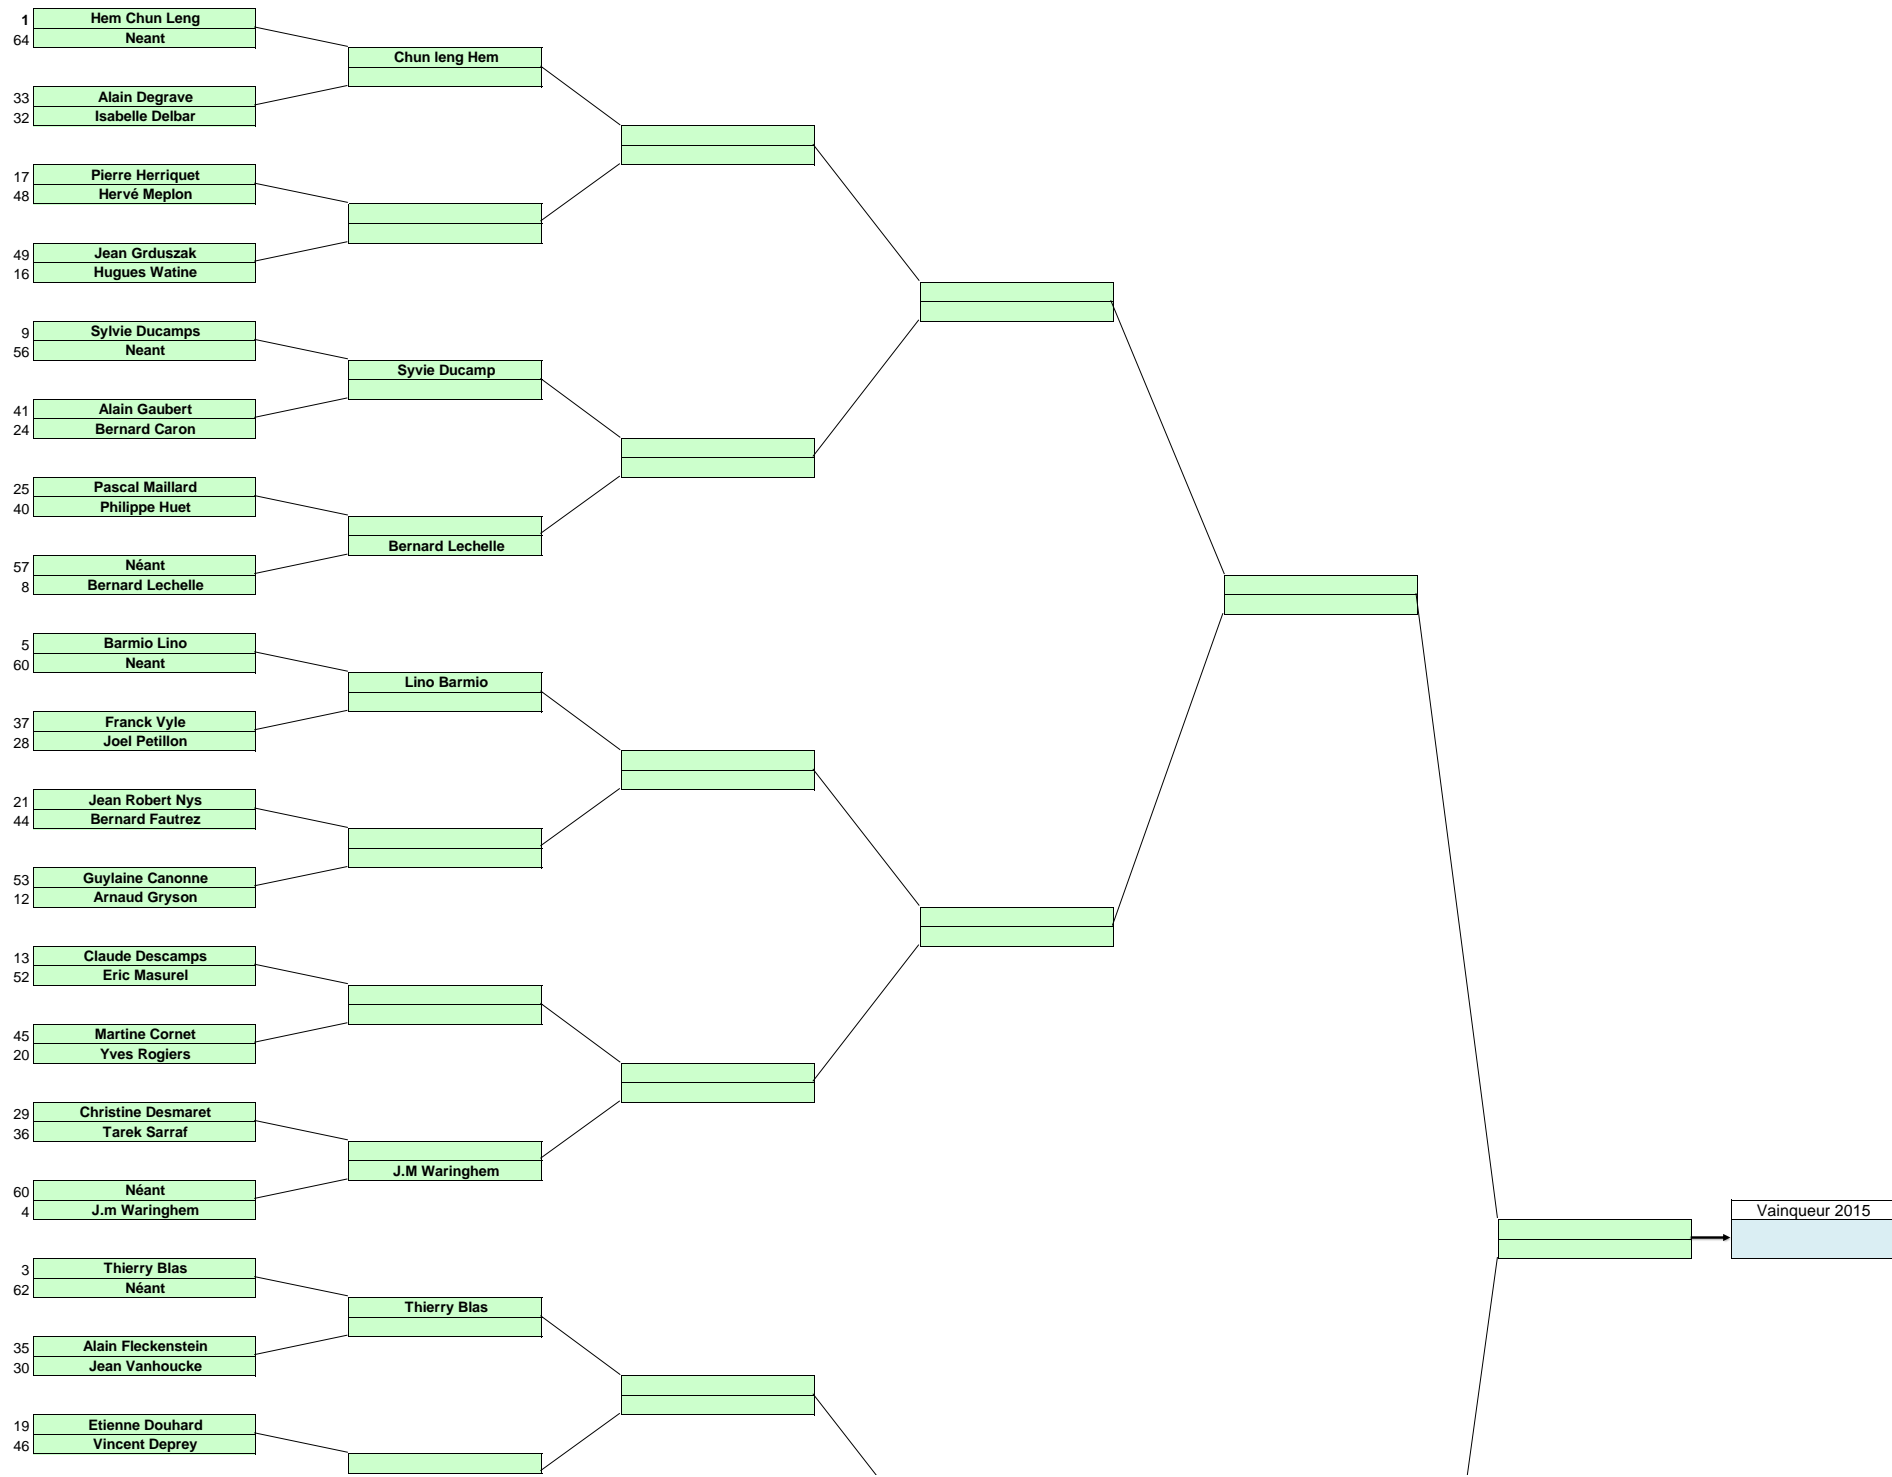 1 Hem Chun Leng
64 Neant
Chun leng Hem
33 Alain Degrave
32 Isabelle Delbar
17 Pierre Herriquet
48 Hervé Meplon
49 Jean Grduszak
16 Hugues Watine
9 Sylvie Ducamps
56 Neant
Syvie Ducamp
41 Alain Gaubert
24 Bernard Caron
25 Pascal Maillard
40 Philippe Huet
Bernard Lechelle
57 Néant
8 Bernard Lechelle
5 Barmio Lino
60 Neant
Lino Barmio
37 Franck Vyle
28 Joel Petillon
21 Jean Robert Nys
44 Bernard Fautrez
53 Guylaine Canonne
12 Arnaud Gryson
13 Claude Descamps
52 Eric Masurel
45 Martine Cornet
20 Yves Rogiers
29 Christine Desmaret
36 Tarek Sarraf
J.M Waringhem
60 Néant
4 J.m Waringhem
Vainqueur 2015
3 Thierry Blas
62 Néant
Thierry Blas
35 Alain Fleckenstein
30 Jean Vanhoucke
19 Etienne Douhard
46 Vincent Deprey